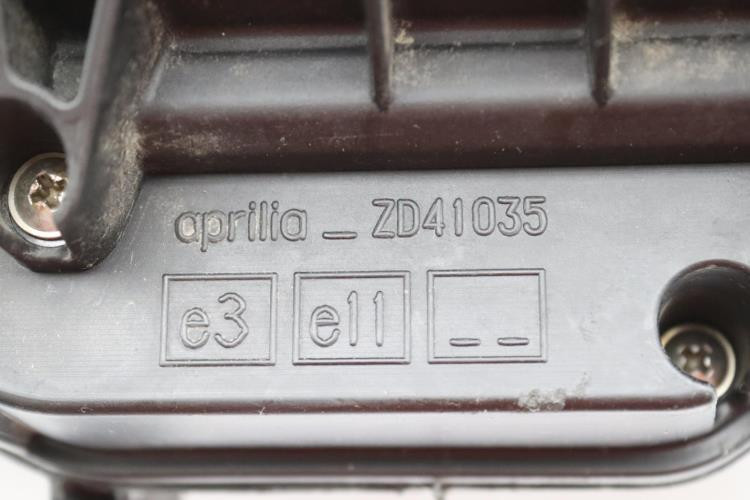 aprilia _ ZD41035
e3 e11 _ _